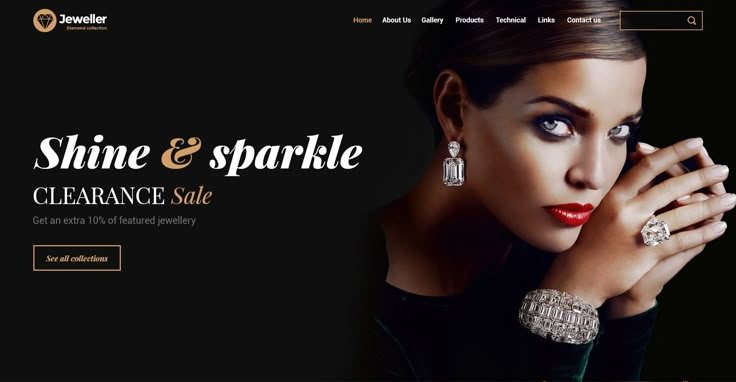 Jeweller
Diamond collection
Home About Us Gallery Products Technical Links Contact us
Shine & sparkle
CLEARANCE Sale
Get an extra 10% of featured jewellery
See all collections